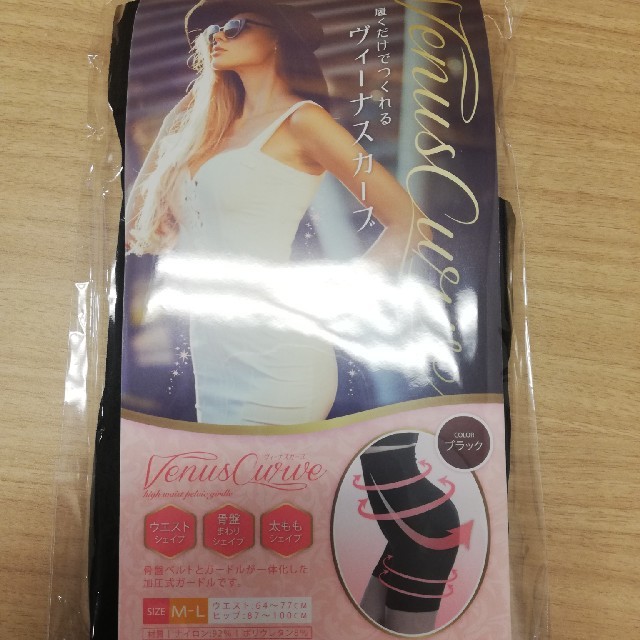 履くだけでつくれる
ヴィーナスカーブ
VenusCurve
COLOR
ブラック
ヴィーナスカーブ
VenusCurve
high waist pelvic girdle
ウエスト
シェイプ
骨盤
まわり
シェイプ
太もも
シェイプ
骨盤ベルトとガードルが一体化した
加圧式ガードルです。
SIZE M-L
ウエスト:64〜77cm
ヒップ:87〜100cm